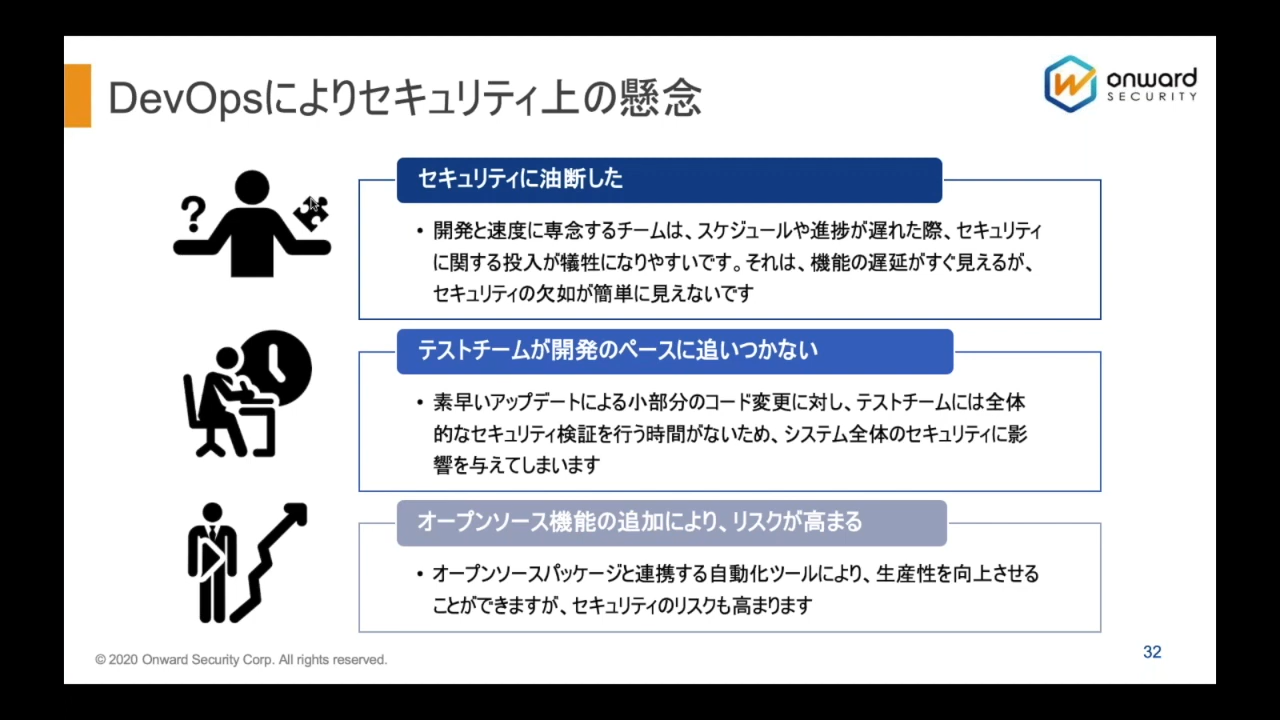 DevOpsによりセキュリティ上の懸念
onward
SECURITY
?
セキュリティに油断した
• 開発と速度に専念するチームは、スケジュールや進捗が遅れた際、セキュリティ
に関する投入が犠牲になりやすいです。それは、機能の遅延がすぐ見えるが、
セキュリティの欠如が簡単に見えないです
テストチームが開発のペースに追いつかない
• 素早いアップデートによる小部分のコード変更に対し、テストチームには全体
的なセキュリティ検証を行う時間がないため、システム全体のセキュリティに影
響を与えてしまいます
オープンソース機能の追加により、リスクが高まる
• オープンソースパッケージと連携する自動化ツールにより、生産性を向上させる
ことができますが、セキュリティのリスクも高まります
© 2020 Onward Security Corp. All rights reserved.
32